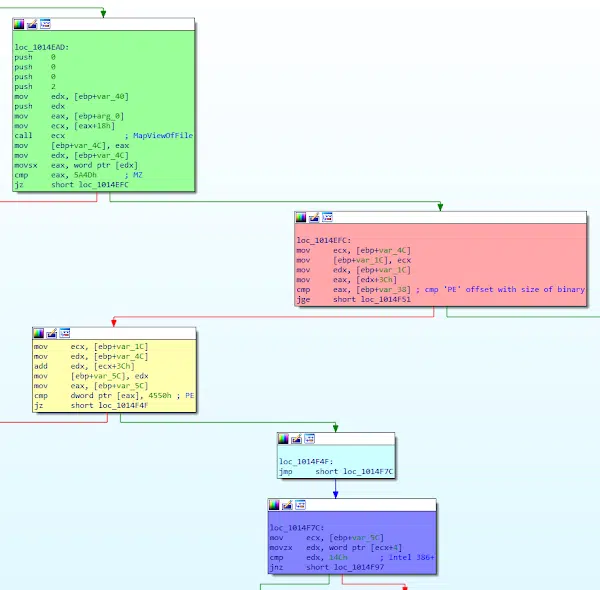 loc_1014EAD:
push 0
push 0
push 0
push 2
mov edx, [ebp+var_40]
push edx
mov eax, [ebp+arg_0]
mov ecx, [eax+18h]
call ecx ; MapViewOfFile
mov [ebp+var_4C], eax
mov edx, [ebp+var_4C]
movsx eax, word ptr [edx]
cmp eax, 5A4Dh ; MZ
jz short loc_1014EFC
loc_1014EFC:
mov ecx, [ebp+var_4C]
mov [ebp+var_1C], ecx
mov edx, [ebp+var_1C]
mov eax, [edx+3Ch]
cmp eax, [ebp+var_38] ; cmp 'PE' offset with size of binary
jge short loc_1014F51
mov ecx, [ebp+var_1C]
mov edx, [ebp+var_4C]
add edx, [ecx+3Ch]
mov [ebp+var_5C], edx
mov eax, [ebp+var_5C]
cmp dword ptr [eax], 4550h ; PE
jz short loc_1014F4F
loc_1014F4F:
jmp short loc_1014F7C
loc_1014F7C:
mov ecx, [ebp+var_5C]
movzx edx, word ptr [ecx+4]
cmp edx, 14Ch ; Intel 386+
jnz short loc_1014F97